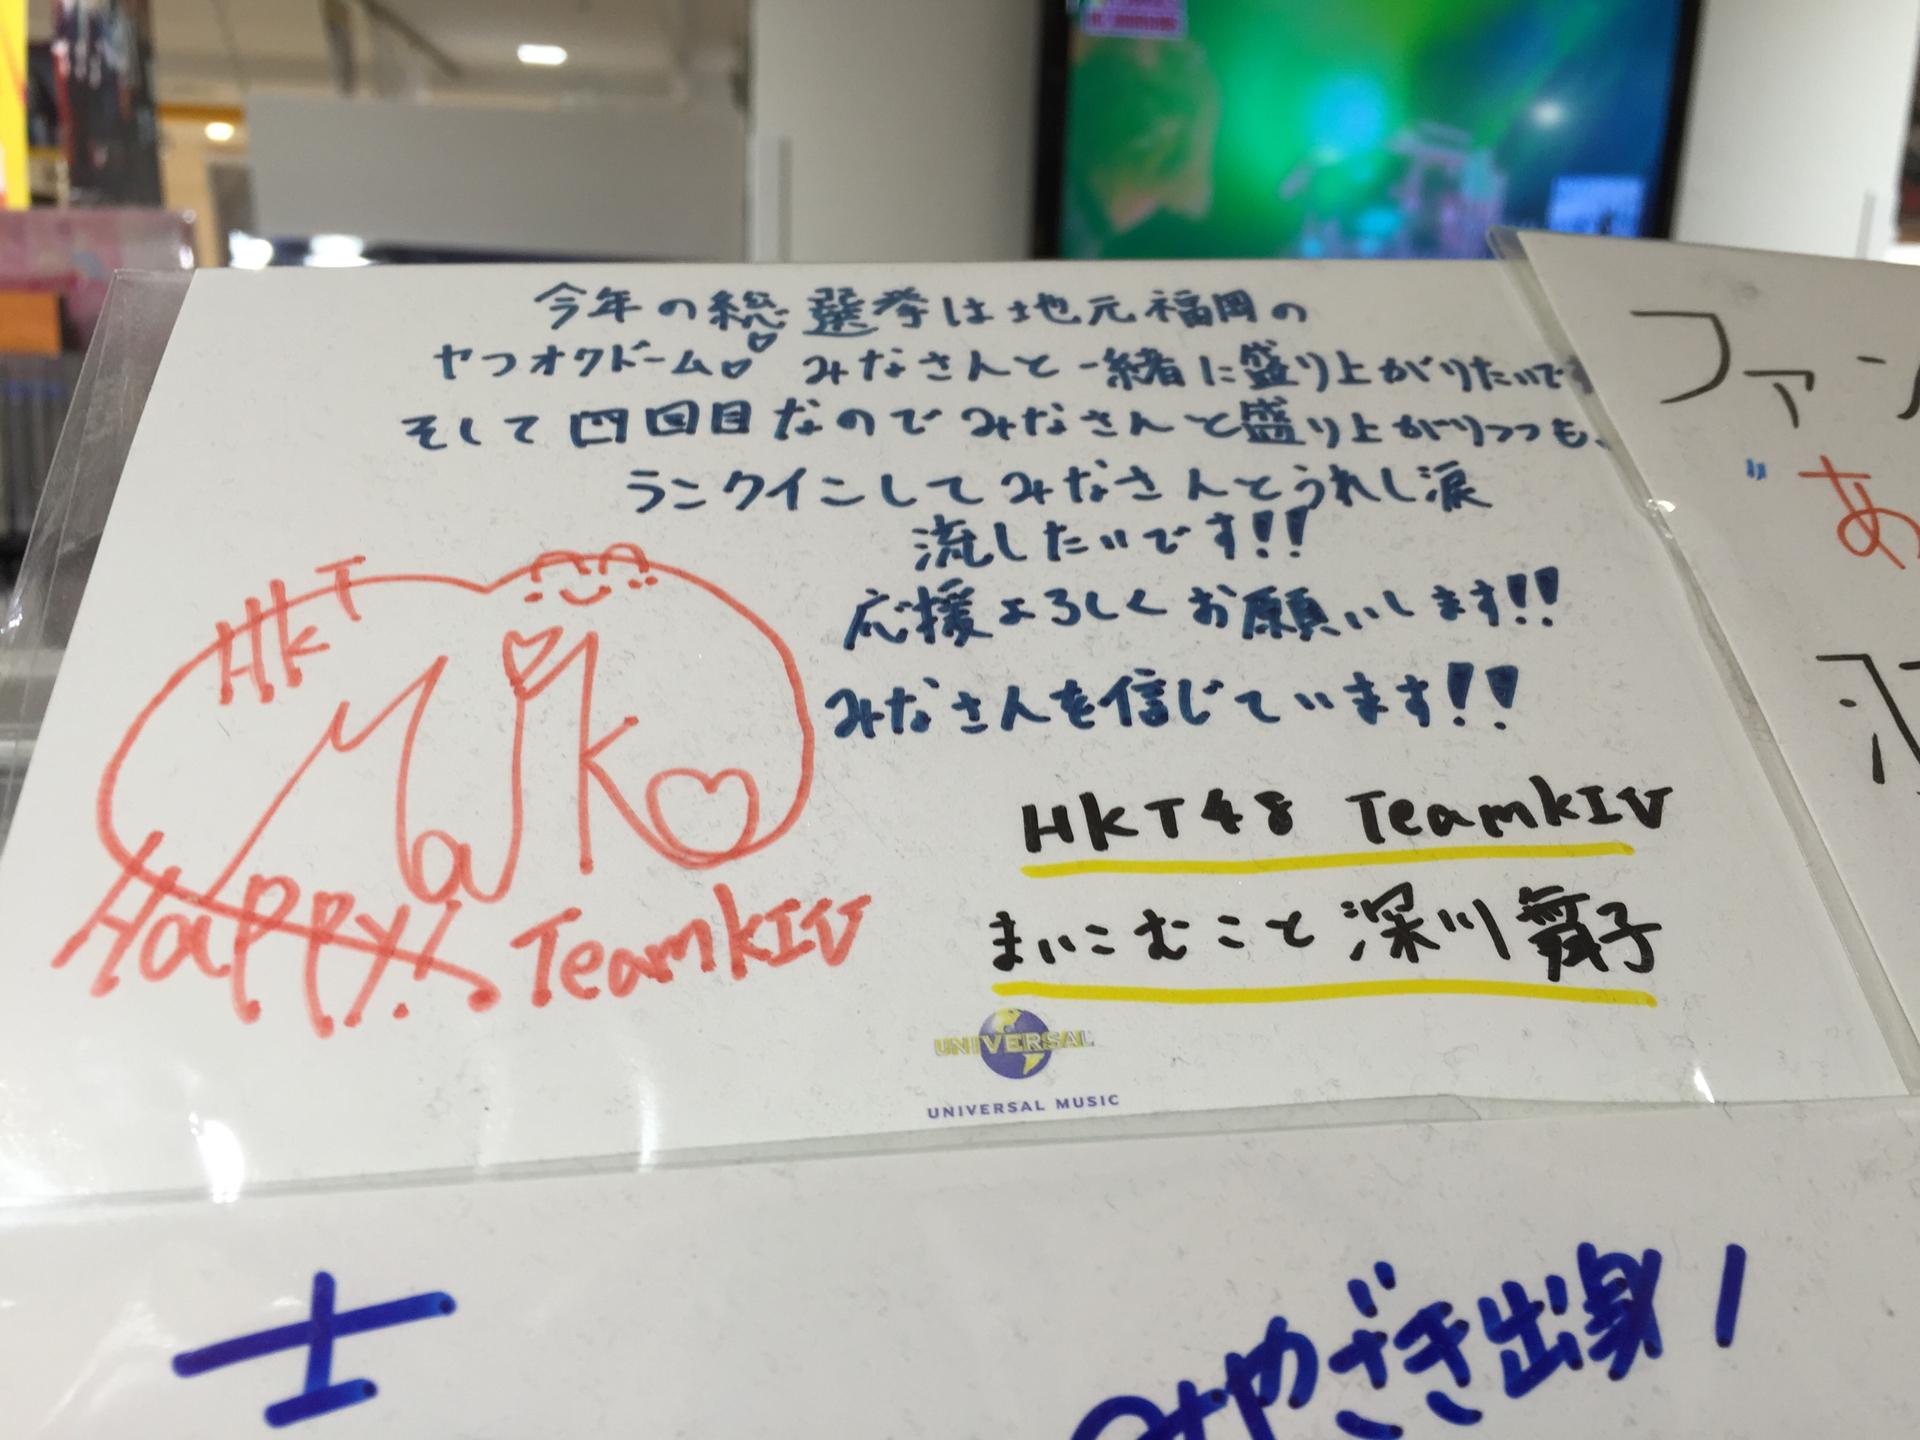 今年の総選挙は地元福岡の
ヤフオクドーム♡ みなさんと一緒に盛り上がりたいです
そして四回目なのでみなさんと盛り上がりつつも、
ランクインしてみなさんとうれし涙
流したいです!!
応援よろしくお願いします!!
みなさんを信じています!!
HKT48 TeamKIV
まいこむこと 深川舞子
HKT
Maiko
Happy!
TeamKIV
UNIVERSAL
UNIVERSAL MUSIC
ファン
"あ
士
みやざき出身!